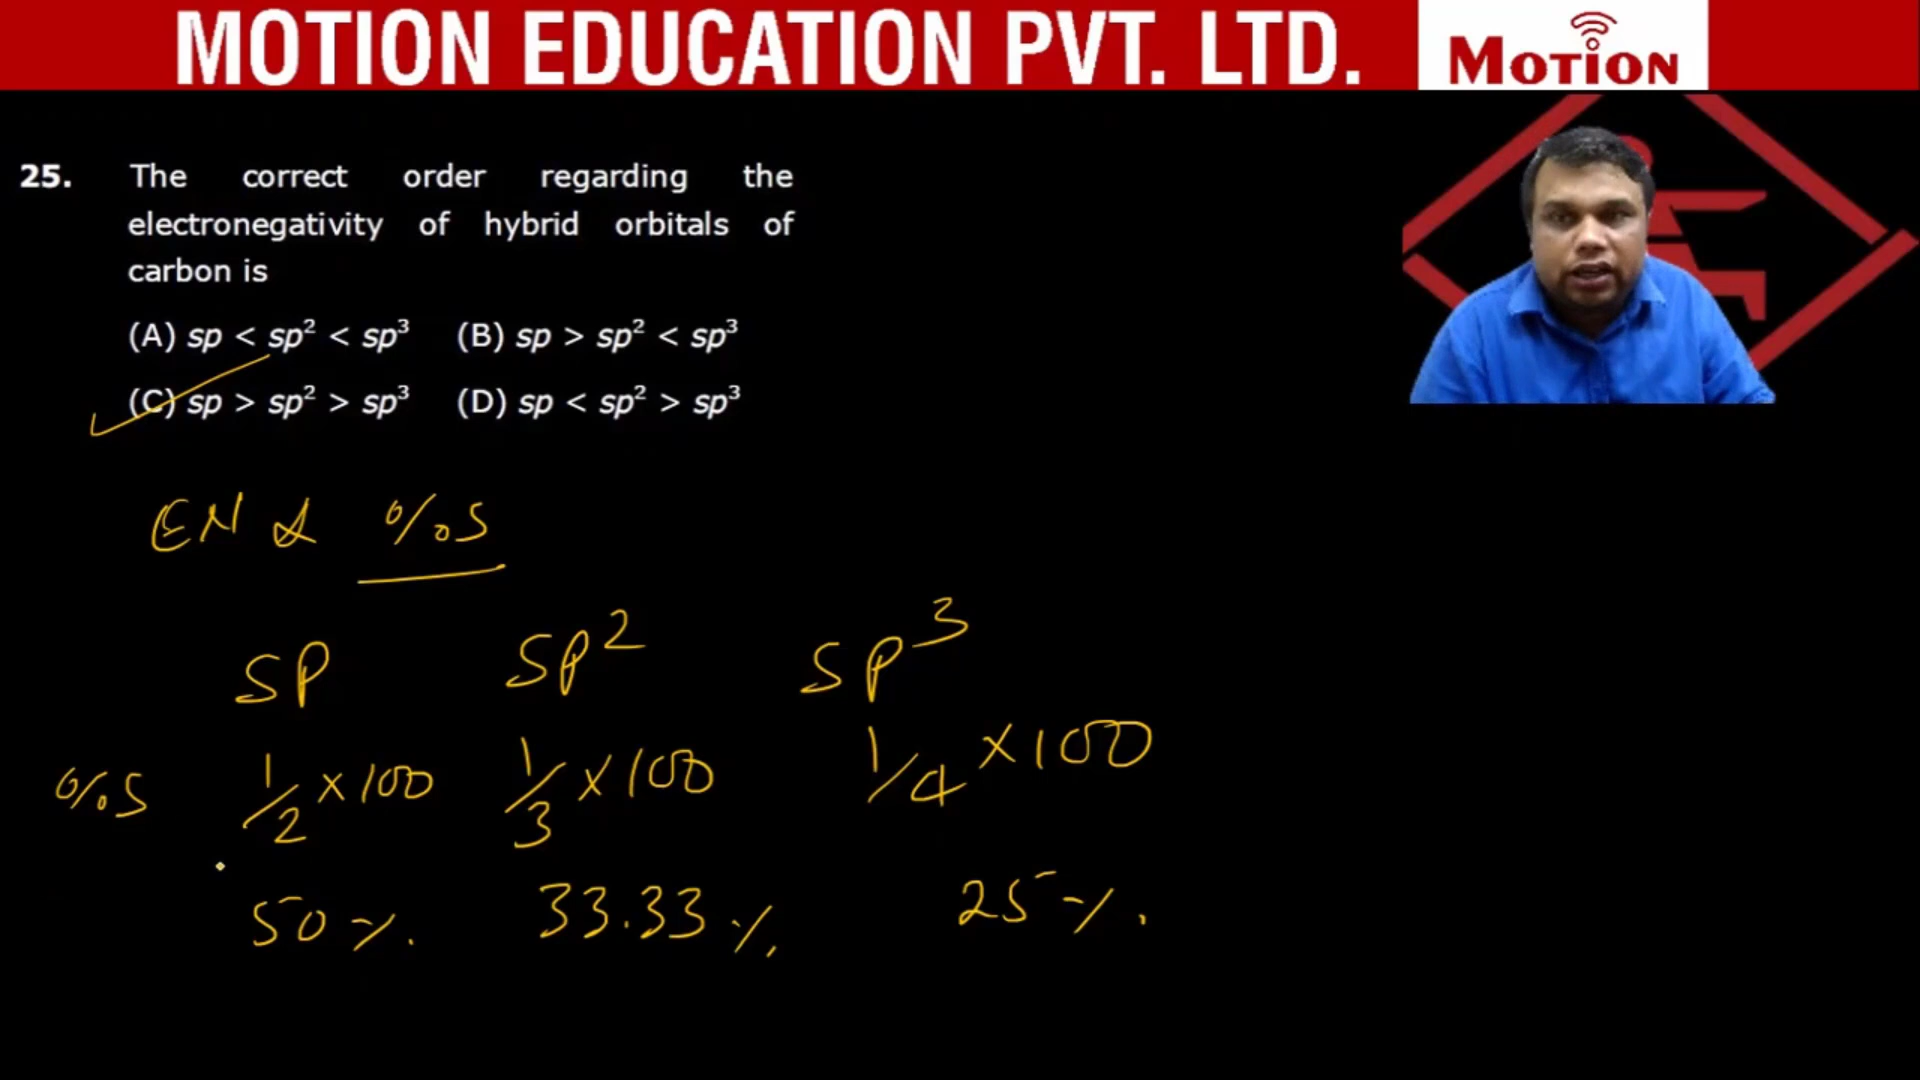 MOTION EDUCATION PVT. LTD.
MOTION
25. The correct order regarding the
electronegativity of hybrid orbitals of
carbon is
(A) sp < sp² < sp³ (B) sp > sp² < sp³
(C) sp > sp² > sp³ (D) sp < sp² > sp³
EN α %S
SP SP² SP³
%S 1/2 × 100 1/3 × 100 1/4 × 100
50 %. 33.33 %. 25 %.